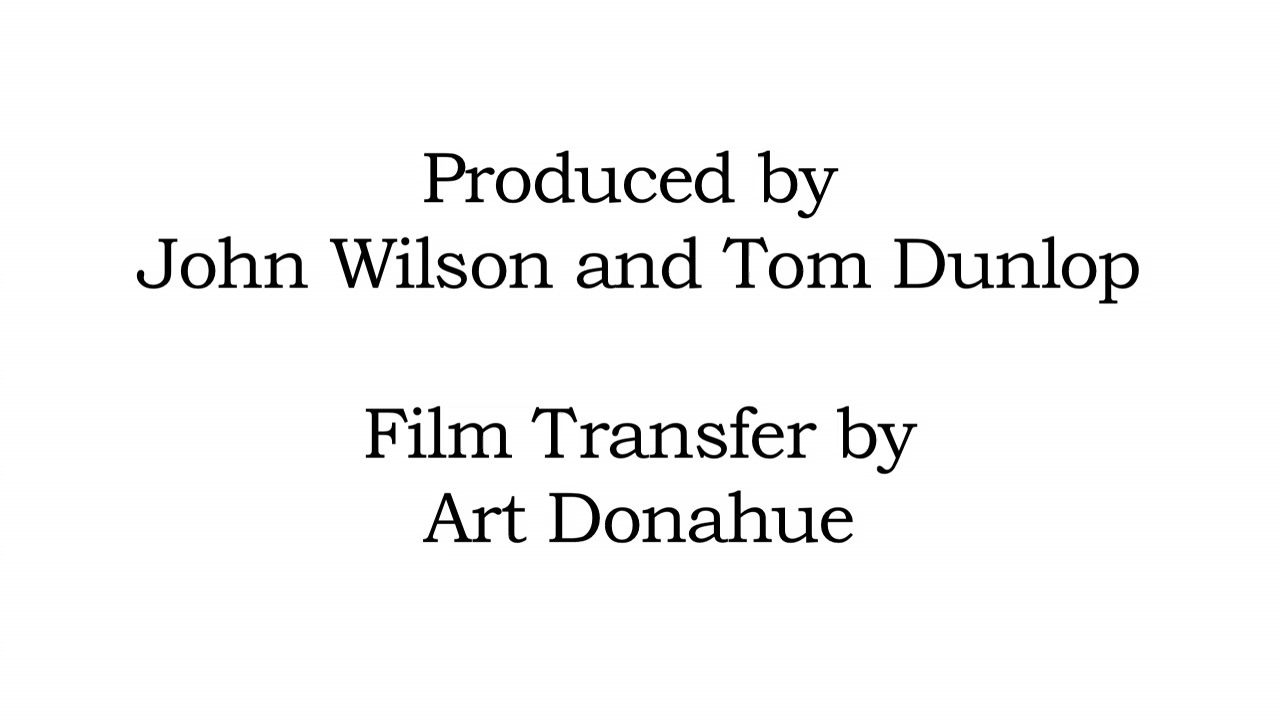 Produced by
John Wilson and Tom Dunlop
Film Transfer by
Art Donahue